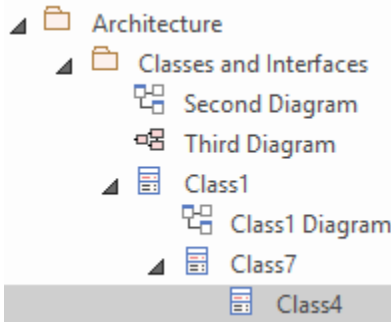 Architecture
Classes and Interfaces
Second Diagram
Third Diagram
Class1
Class1 Diagram
Class7
Class4